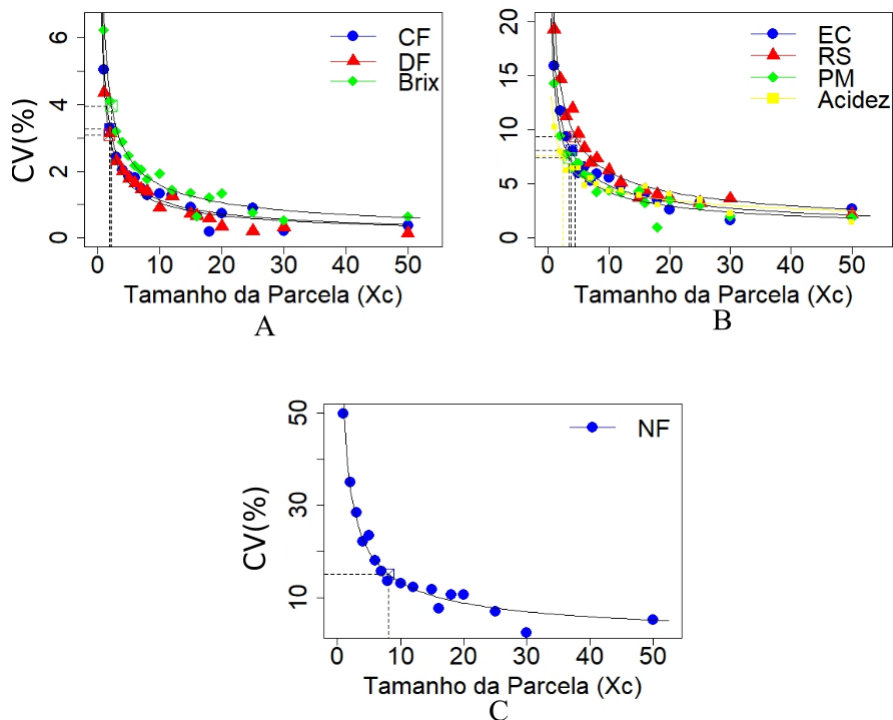 CV(%)
6
4
2
0
CF
DF
Brix
0 10 20 30 40 50
Tamanho da Parcela (Xc)
A
CV(%)
20
15
10
5
0
EC
RS
PM
Acidez
0 10 20 30 40 50
Tamanho da Parcela (Xc)
B
CV(%)
50
30
10
NF
0 10 20 30 40 50
Tamanho da Parcela (Xc)
C